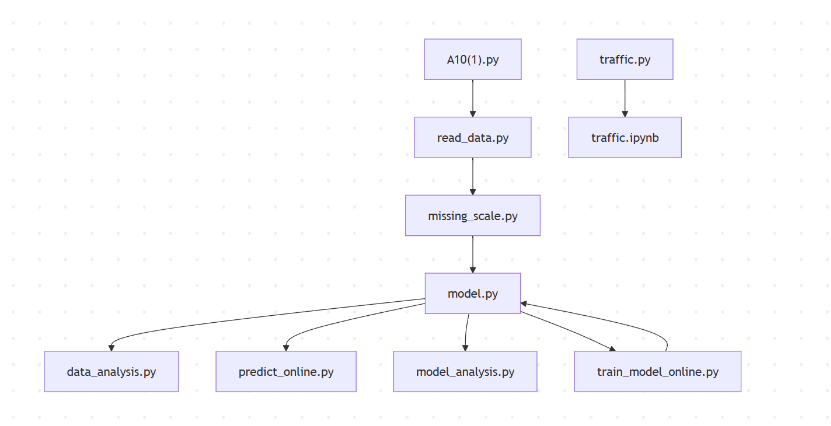 A10(1).py
traffic.py
read_data.py
traffic.ipynb
missing_scale.py
model.py
data_analysis.py
predict_online.py
model_analysis.py
train_model_online.py